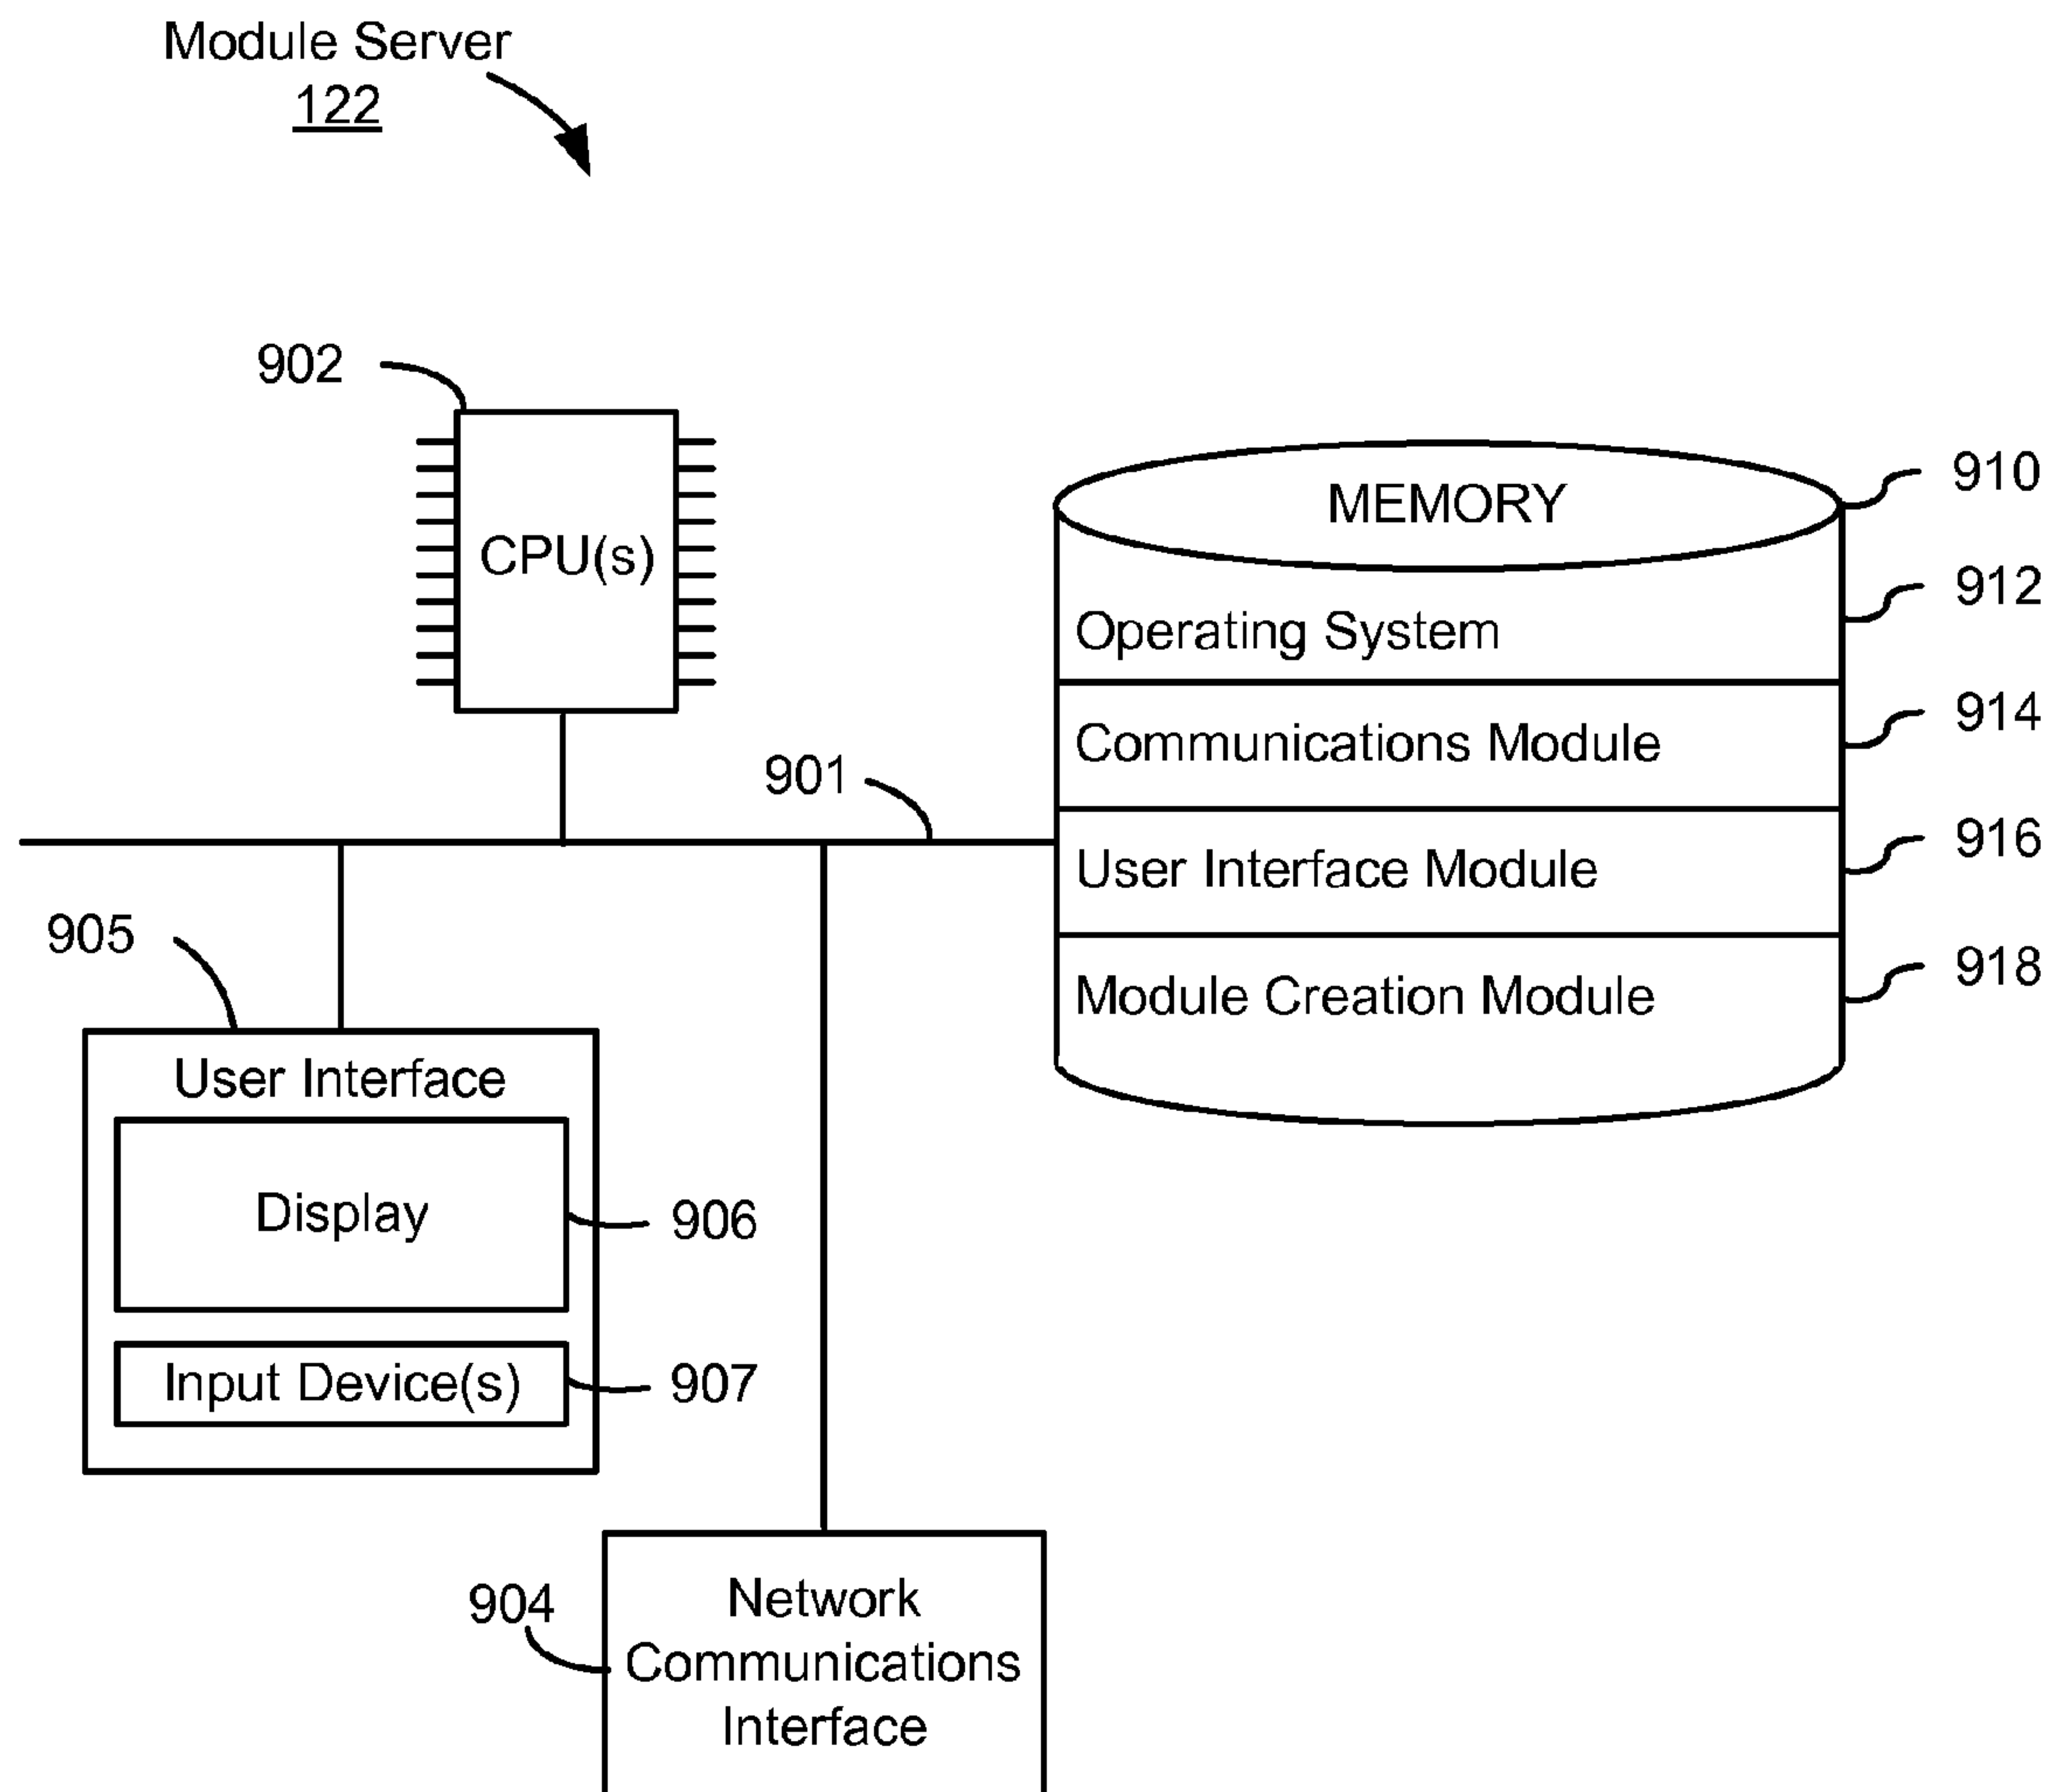 Module Server
122
902
CPU(s)
MEMORY
910
Operating System
912
Communications Module
914
User Interface Module
916
Module Creation Module
918
901
905
User Interface
Display
906
Input Device(s)
907
904
Network
Communications
Interface